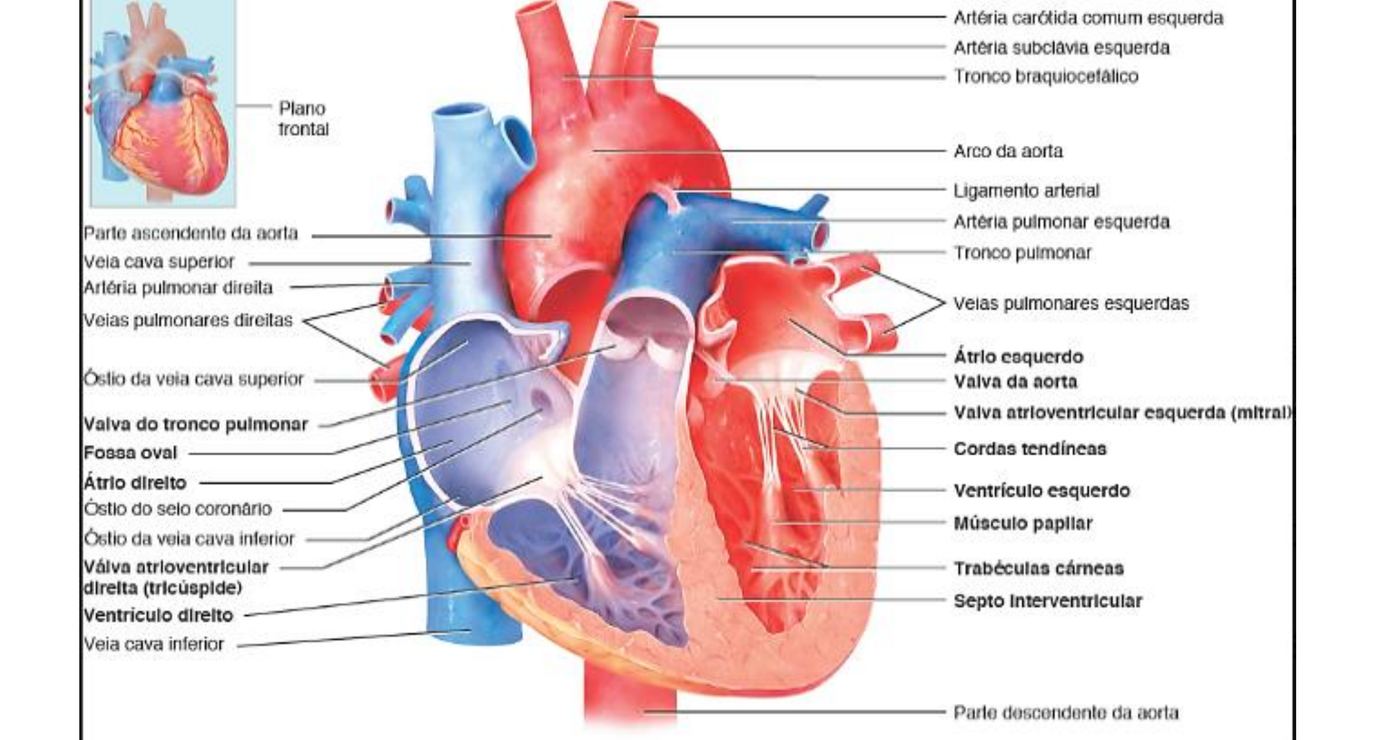 Plano
frontal
Parte ascendente da aorta
Veia cava superior
Artéria pulmonar direita
Veias pulmonares direitas
Óstio da veia cava superior
Valva do tronco pulmonar
Fossa oval
Átrio direito
Óstio do seio coronário
Óstio da veia cava inferior
Válva atrioventricular
direita (tricúspide)
Ventrículo direito
Veia cava inferior
Artéria carótida comum esquerda
Artéria subclávia esquerda
Tronco braquiocefálico
Arco da aorta
Ligamento arterial
Artéria pulmonar esquerda
Tronco pulmonar
Veias pulmonares esquerdas
Átrio esquerdo
Valva da aorta
Valva atrioventricular esquerda (mitral)
Cordas tendíneas
Ventrículo esquerdo
Músculo papilar
Trabéculas cárneas
Septo interventricular
Parte descendente da aorta